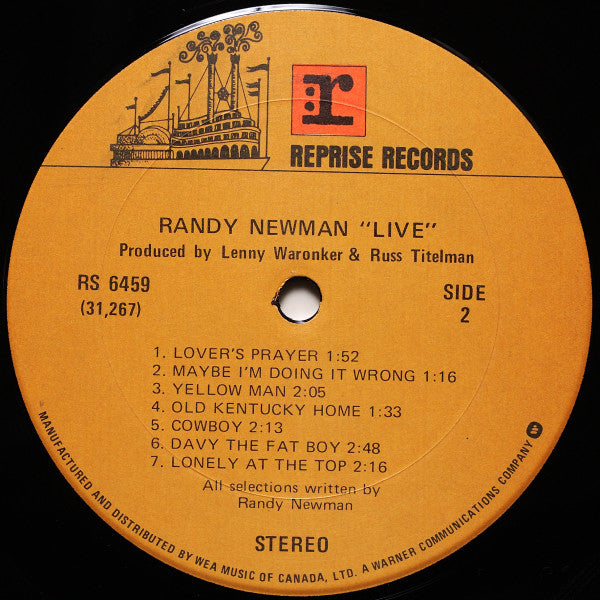 r
REPRISE RECORDS
RANDY NEWMAN "LIVE"
Produced by Lenny Waronker & Russ Titelman
RS 6459
(31,267)
SIDE
2
1. LOVER'S PRAYER 1:52
2. MAYBE I'M DOING IT WRONG 1:16
3. YELLOW MAN 2:05
4. OLD KENTUCKY HOME 1:33
5. COWBOY 2:13
6. DAVY THE FAT BOY 2:48
7. LONELY AT THE TOP 2:16
All selections written by
Randy Newman
STEREO
MANUFACTURED AND DISTRIBUTED BY WEA MUSIC OF CANADA, LTD. A WARNER COMMUNICATIONS COMPANY